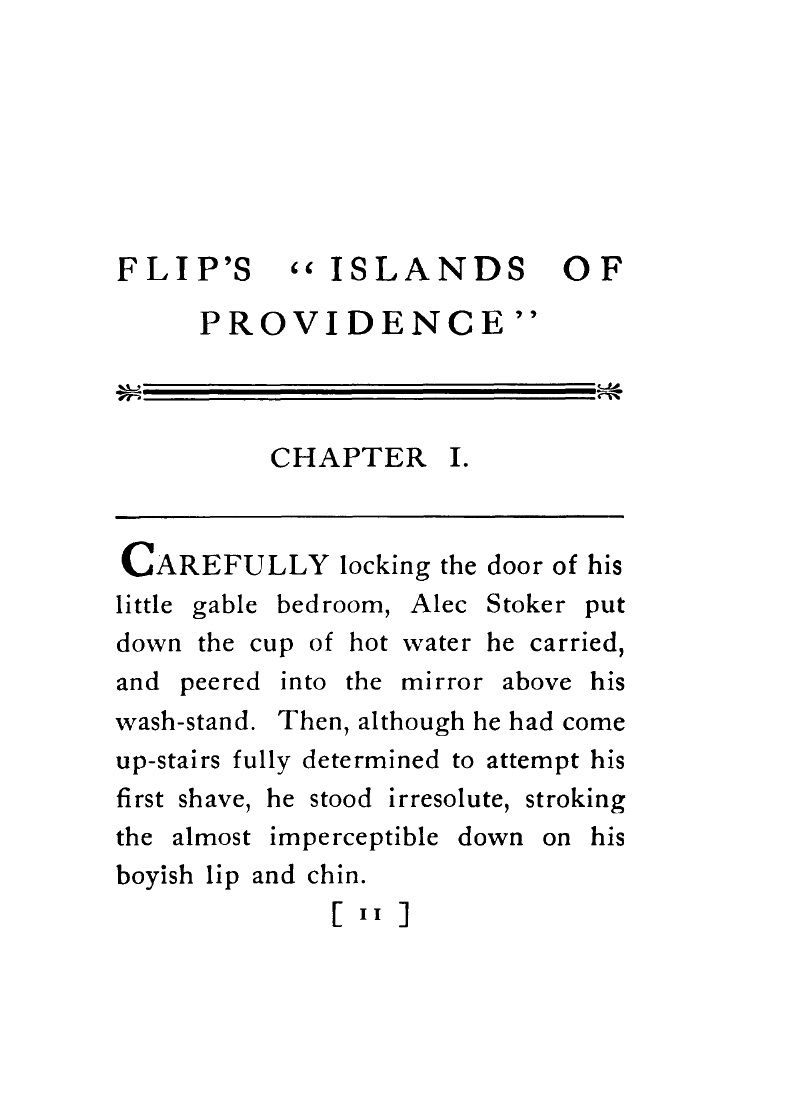 FLIP'S “ISLANDS OF
PROVIDENCE”
CHAPTER I.
CAREFULLY locking the door of his
little gable bedroom, Alec Stoker put
down the cup of hot water he carried,
and peered into the mirror above his
wash-stand. Then, although he had come
up-stairs fully determined to attempt his
first shave, he stood irresolute, stroking
the almost imperceptible down on his
boyish lip and chin.
[ 11 ]